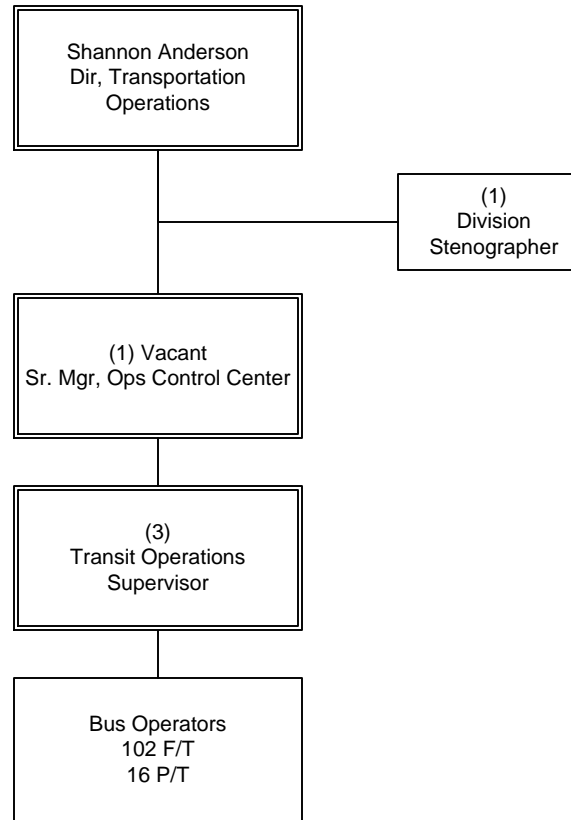 Shannon Anderson
Dir, Transportation
Operations
(1)
Division
Stenographer
(1) Vacant
Sr. Mgr, Ops Control Center
(3)
Transit Operations
Supervisor
Bus Operators
102 F/T
16 P/T